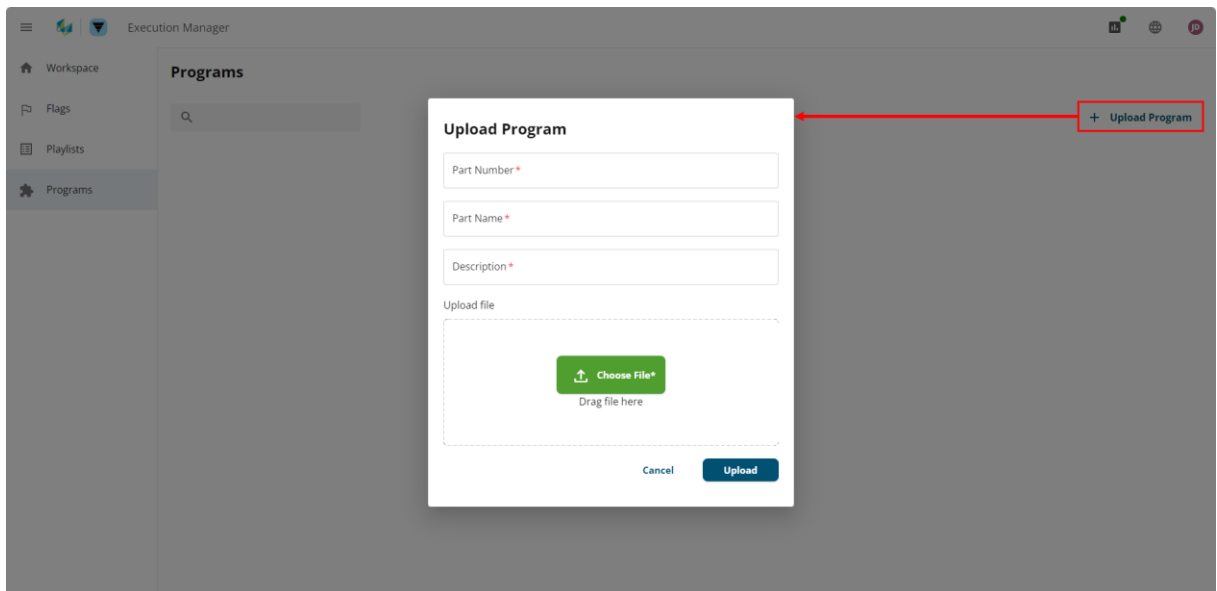 Execution Manager
JD
Workspace
Programs
Flags
+ Upload Program
Upload Program
Playlists
Part Number*
Programs
Part Name*
Description*
Upload file
Choose File*
Drag file here
Cancel
Upload